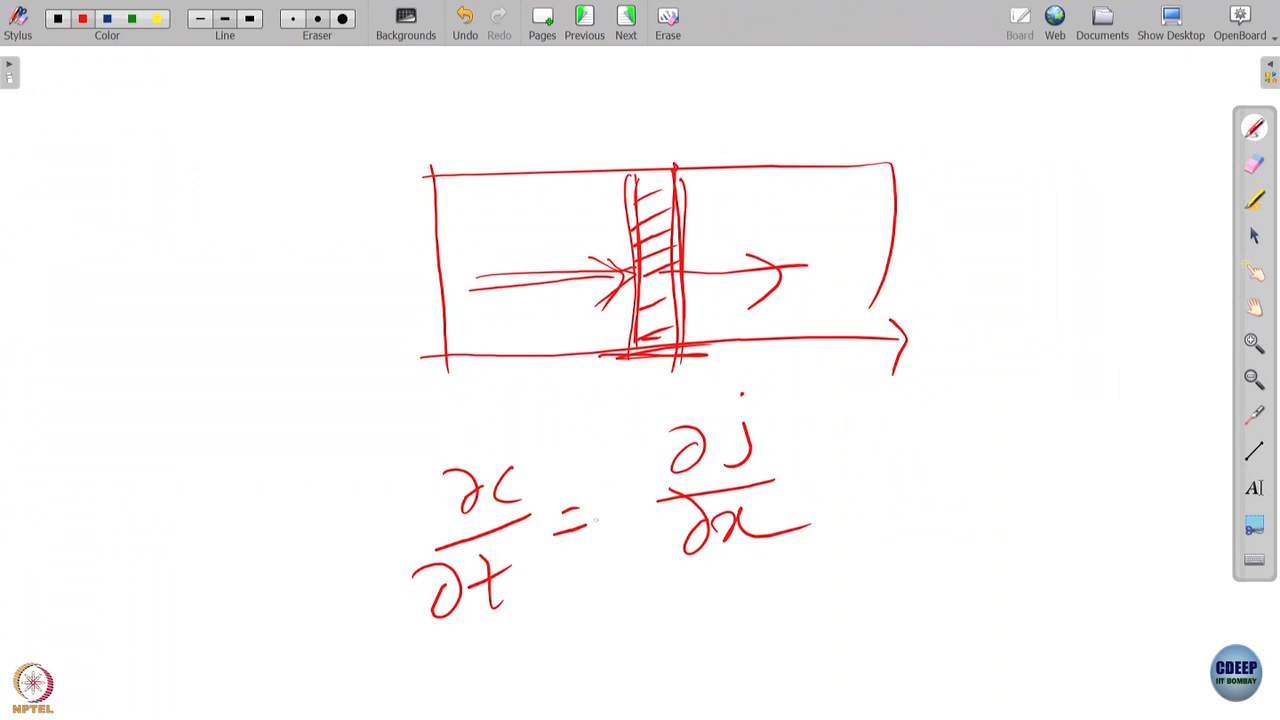 Stylus Color Line Eraser Backgrounds Undo Redo Pages Previous Next Erase Board Web Documents Show Desktop OpenBoard
∂c/∂t = ∂j/∂x
AI
NPTEL
CDEEP
IIT BOMBAY